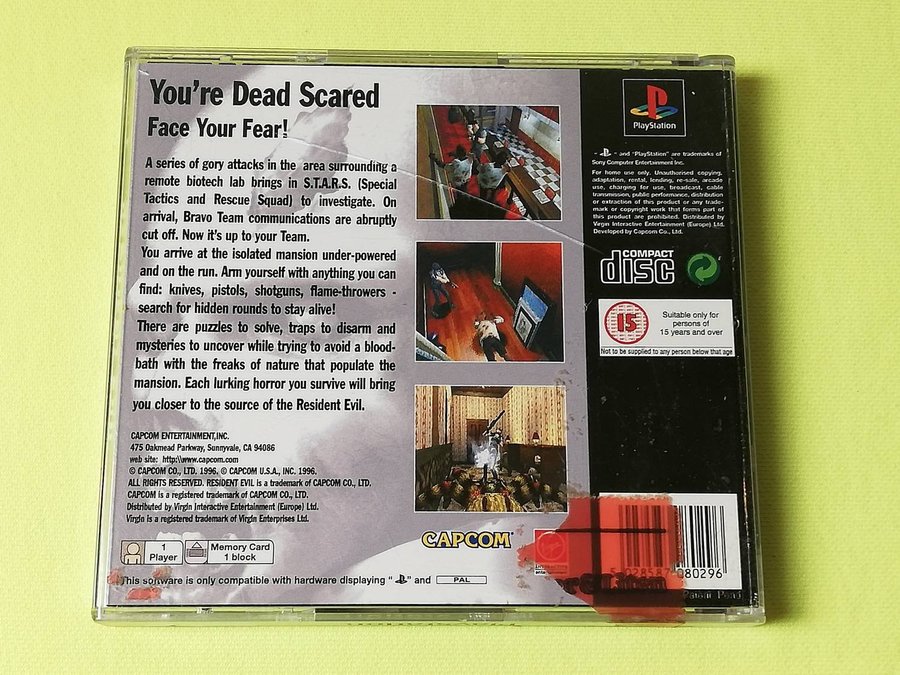 You're Dead Scared
Face Your Fear!
A series of gory attacks in the area surrounding a
remote biotech lab brings in S.T.A.R.S. (Special
Tactics and Rescue Squad) to investigate. On
arrival, Bravo Team communications are abruptly
cut off. Now it's up to your Team.
You arrive at the isolated mansion under-powered
and on the run. Arm yourself with anything you can
find: knives, pistols, shotguns, flame-throwers -
search for hidden rounds to stay alive!
There are puzzles to solve, traps to disarm and
mysteries to uncover while trying to avoid a blood-
bath with the freaks of nature that populate the
mansion. Each lurking horror you survive will bring
you closer to the source of the Resident Evil.
CAPCOM ENTERTAINMENT,INC.
475 Oakmead Parkway, Sunnyvale, CA 94086
web site: http://www.capcom.com
© CAPCOM CO., LTD. 1996, © CAPCOM U.S.A., INC. 1996.
ALL RIGHTS RESERVED. RESIDENT EVIL is a trademark of CAPCOM CO., LTD.
CAPCOM is a registered trademark of CAPCOM CO., LTD.
Distributed by Virgin Interactive Entertainment (Europe) Ltd.
Virgin is a registered trademark of Virgin Enterprises Ltd.
1
Player
Memory Card
1 block
This software is only compatible with hardware displaying " " and PAL
CAPCOM
PlayStation
" " and "PlayStation" are trademarks of
Sony Computer Entertainment Inc.
For home use only. Unauthorised copying,
adaptation, rental, lending, re-sale, arcade
use, charging for use, broadcast, cable
transmission, public performance, distribution
or extraction of this product or any trade-
mark or copyright work that forms part of
this product are prohibited. Distributed by
Virgin Interactive Entertainment (Europe) Ltd.
Developed by Capcom Co., Ltd.
COMPACT
disc
15
Suitable only for
persons of
15 years and over
Not to be supplied to any person below that age
5 028587 080296
Patent Pend